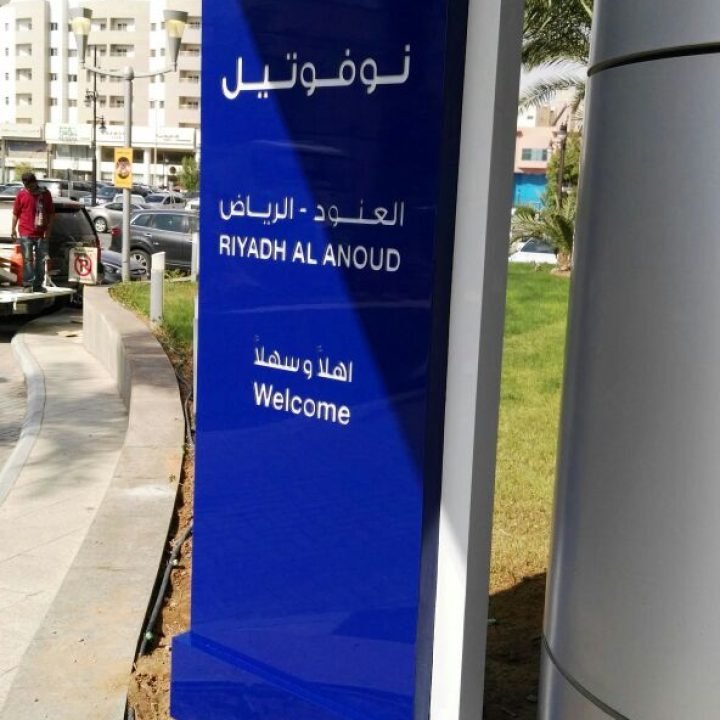 نوفوتيل
العنود - الرياض
RIYADH AL ANOUD
اهلاً وسهلاً
Welcome